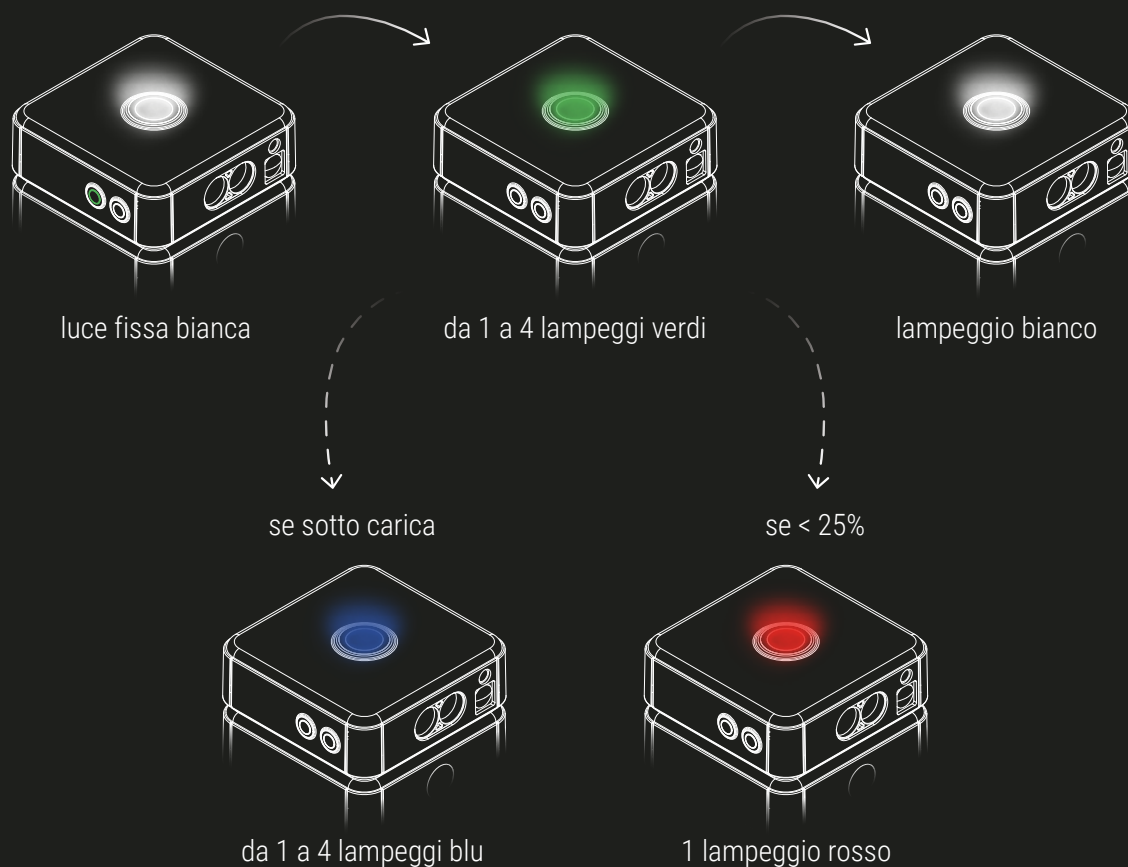 luce fissa bianca
da 1 a 4 lampeggi verdi
lampeggio bianco
se sotto carica
se < 25%
da 1 a 4 lampeggi blu
1 lampeggio rosso